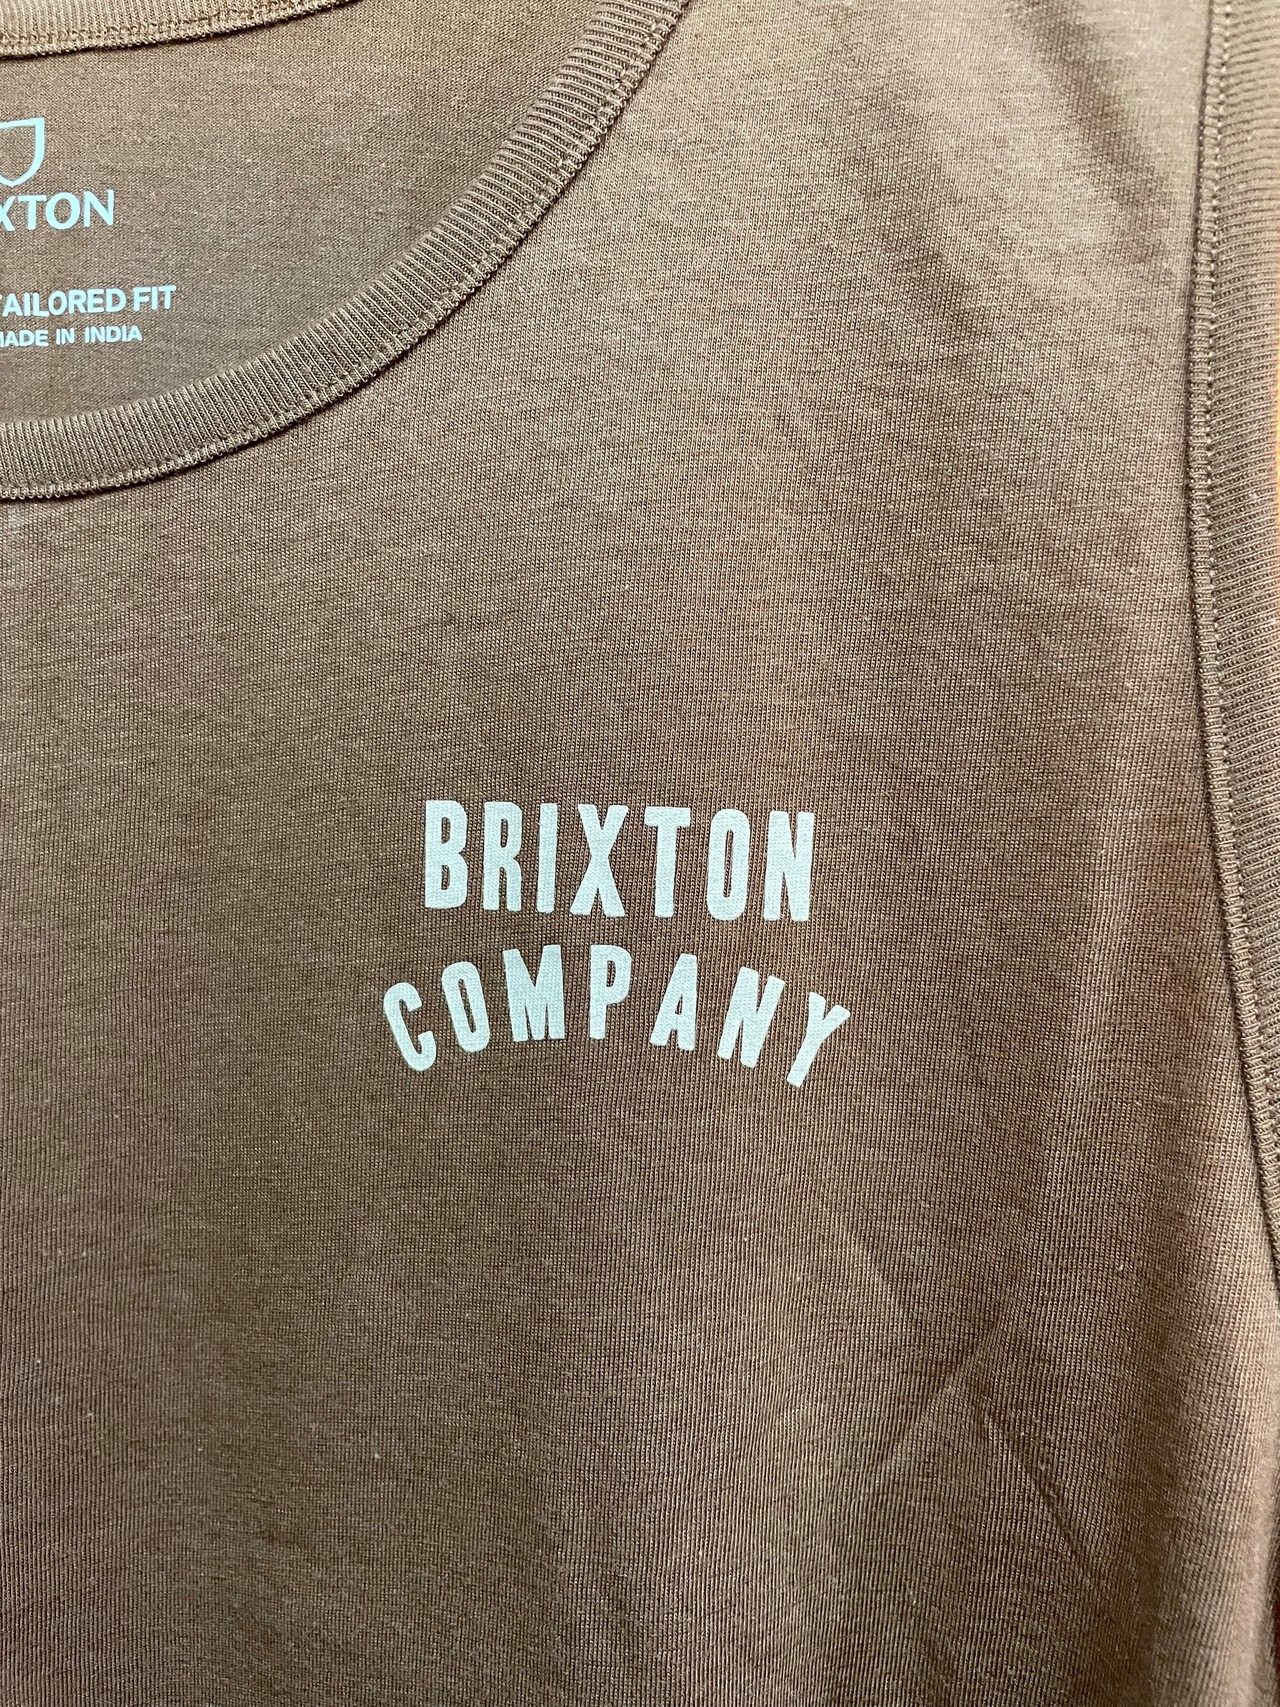 XTON
TAILORED FIT
MADE IN INDIA
BRIXTON
COMPANY